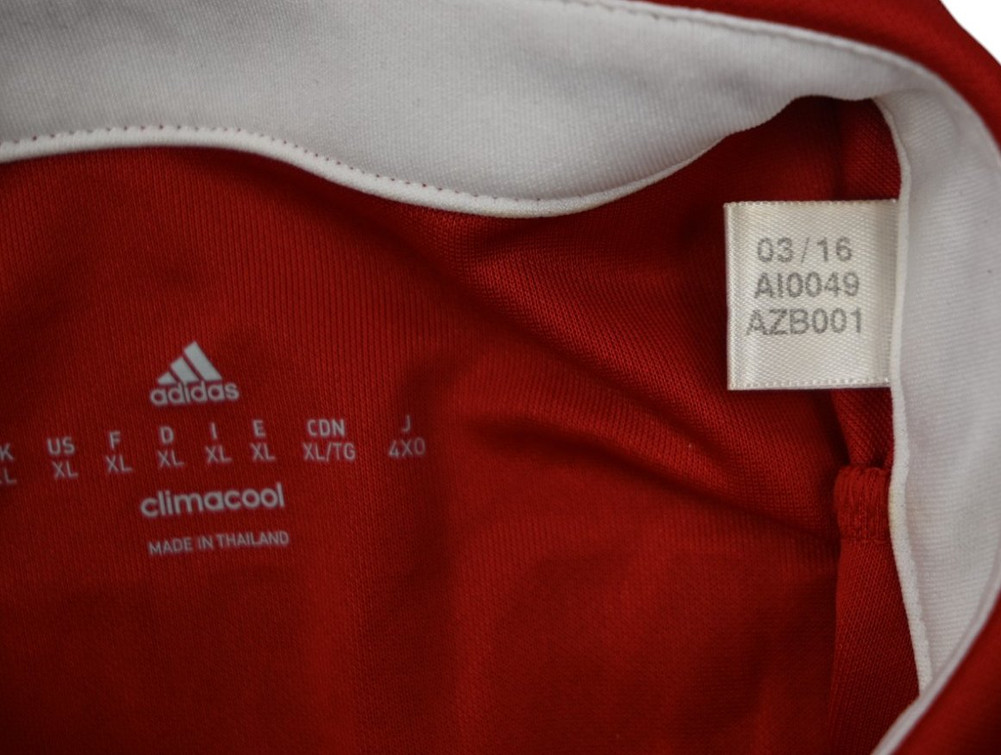 adidas
K US F D I E CDN J
L XL XL XL XL XL XL/TG 4XO
climacool
MADE IN THAILAND
03/16
AI0049
AZB001